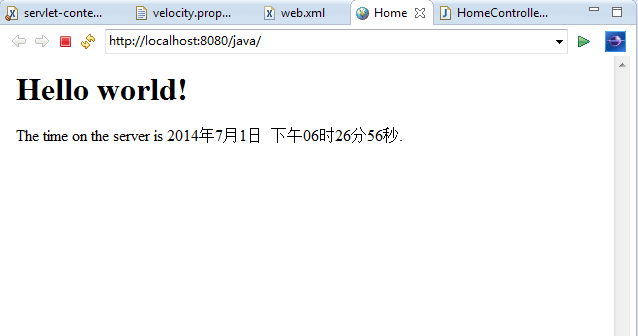 servlet-conte... velocity.prop... web.xml Home HomeControlle...
http://localhost:8080/java/
Hello world!
The time on the server is 2014年7月1日 下午06时26分56秒.